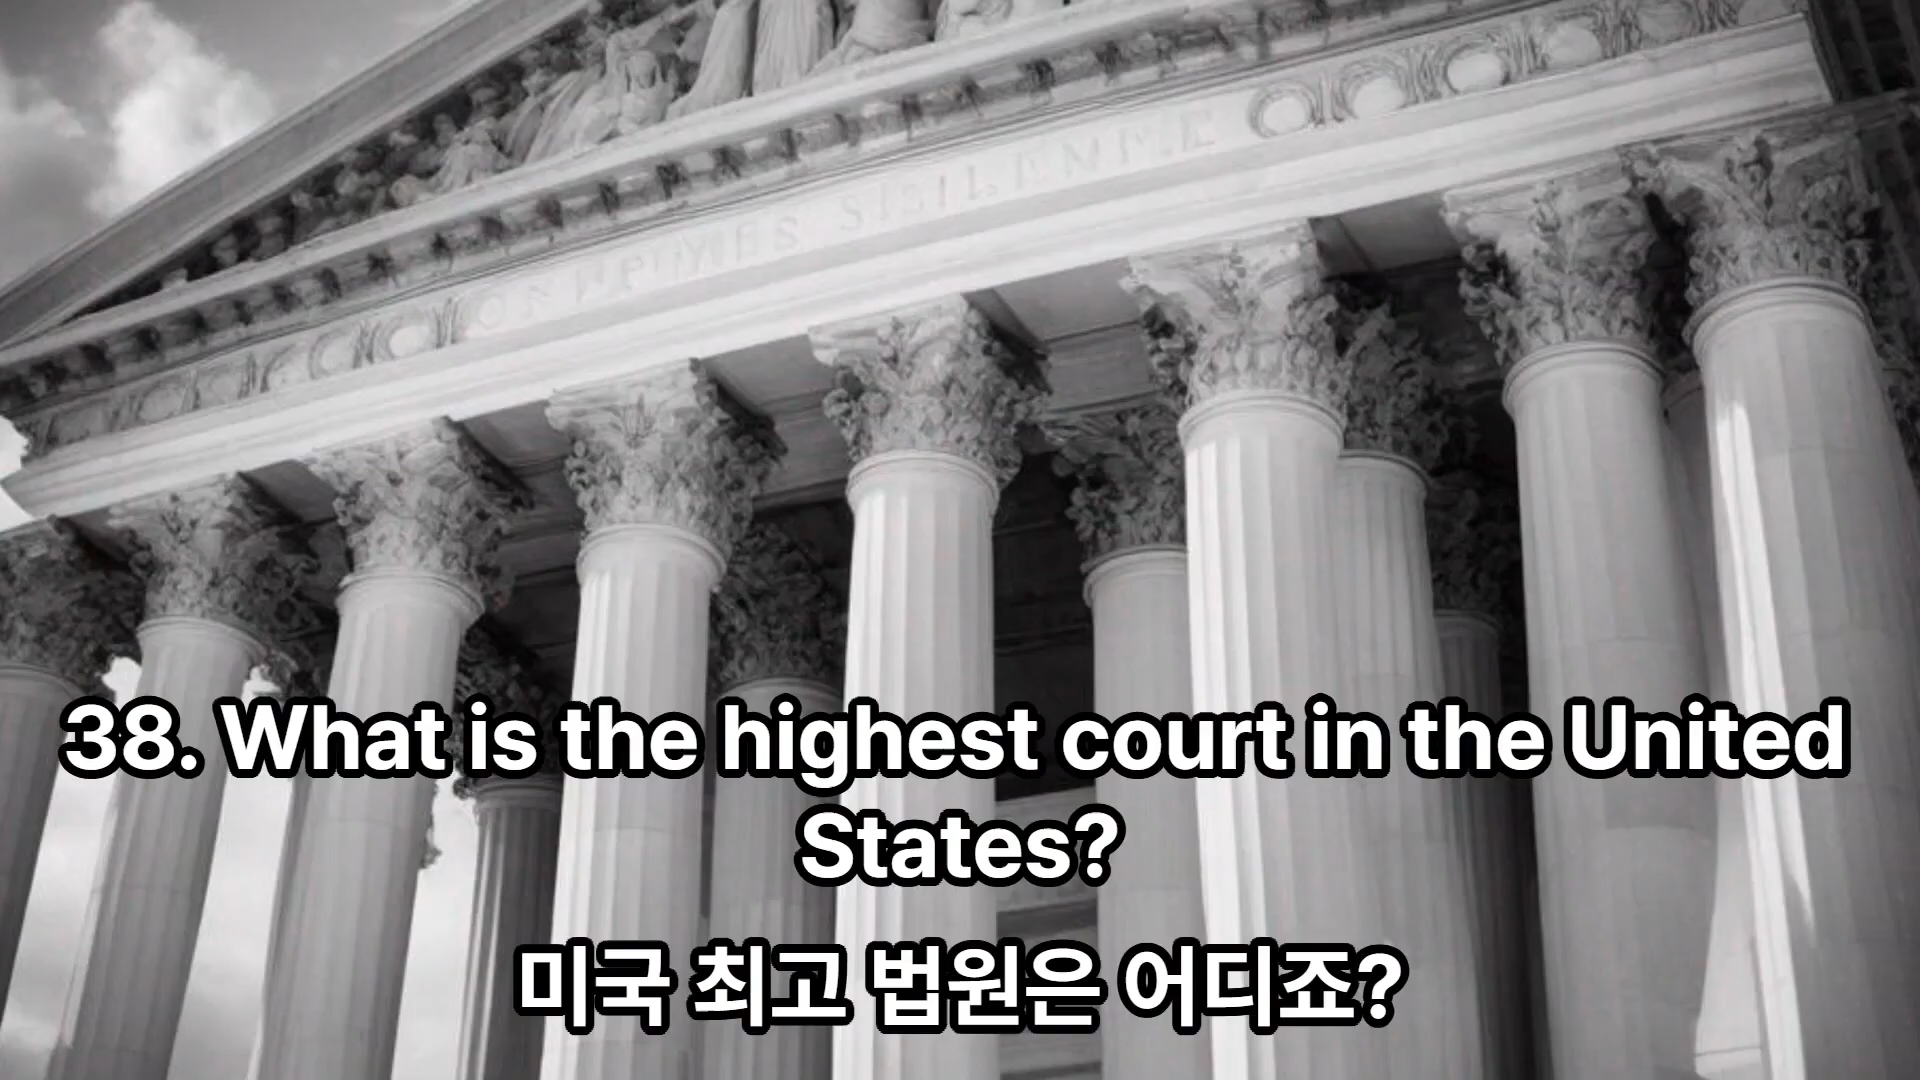 38. What is the highest court in the United
States?
미국 최고 법원은 어디죠?